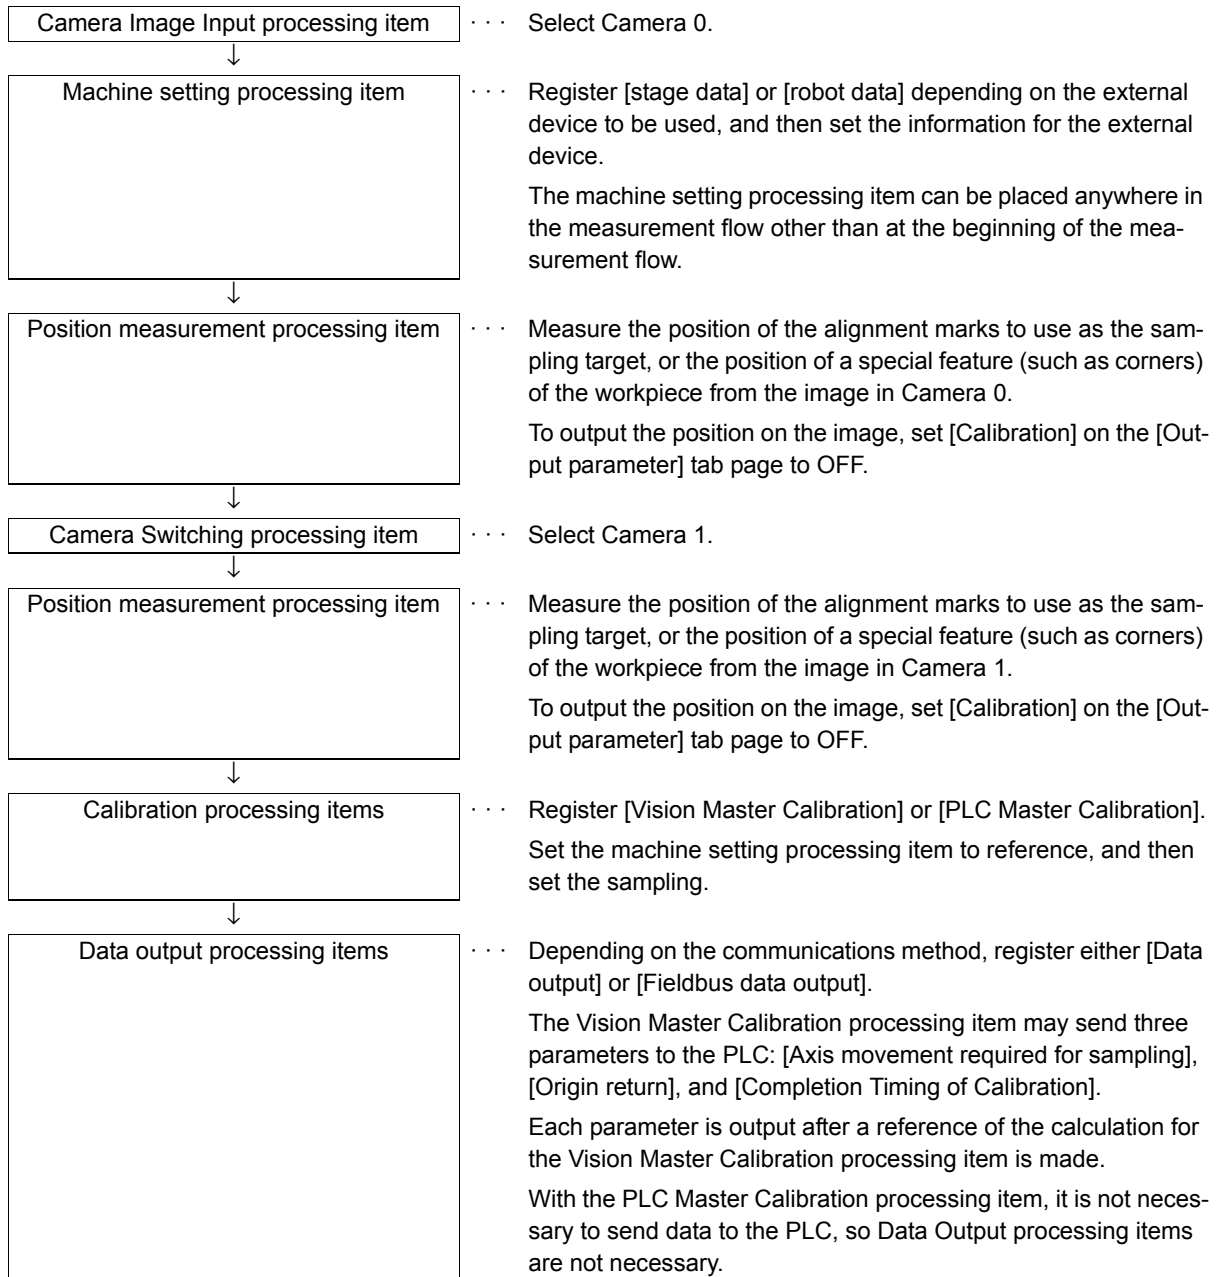 Camera Image Input processing item ··· Select Camera 0.
↓
Machine setting processing item ··· Register [stage data] or [robot data] depending on the external
device to be used, and then set the information for the external
device.
The machine setting processing item can be placed anywhere in
the measurement flow other than at the beginning of the mea-
surement flow.
↓
Position measurement processing item ··· Measure the position of the alignment marks to use as the sam-
pling target, or the position of a special feature (such as corners)
of the workpiece from the image in Camera 0.
To output the position on the image, set [Calibration] on the [Out-
put parameter] tab page to OFF.
↓
Camera Switching processing item ··· Select Camera 1.
↓
Position measurement processing item ··· Measure the position of the alignment marks to use as the sam-
pling target, or the position of a special feature (such as corners)
of the workpiece from the image in Camera 1.
To output the position on the image, set [Calibration] on the [Out-
put parameter] tab page to OFF.
↓
Calibration processing items ··· Register [Vision Master Calibration] or [PLC Master Calibration].
Set the machine setting processing item to reference, and then
set the sampling.
↓
Data output processing items ··· Depending on the communications method, register either [Data
output] or [Fieldbus data output].
The Vision Master Calibration processing item may send three
parameters to the PLC: [Axis movement required for sampling],
[Origin return], and [Completion Timing of Calibration].
Each parameter is output after a reference of the calculation for
the Vision Master Calibration processing item is made.
With the PLC Master Calibration processing item, it is not neces-
sary to send data to the PLC, so Data Output processing items
are not necessary.